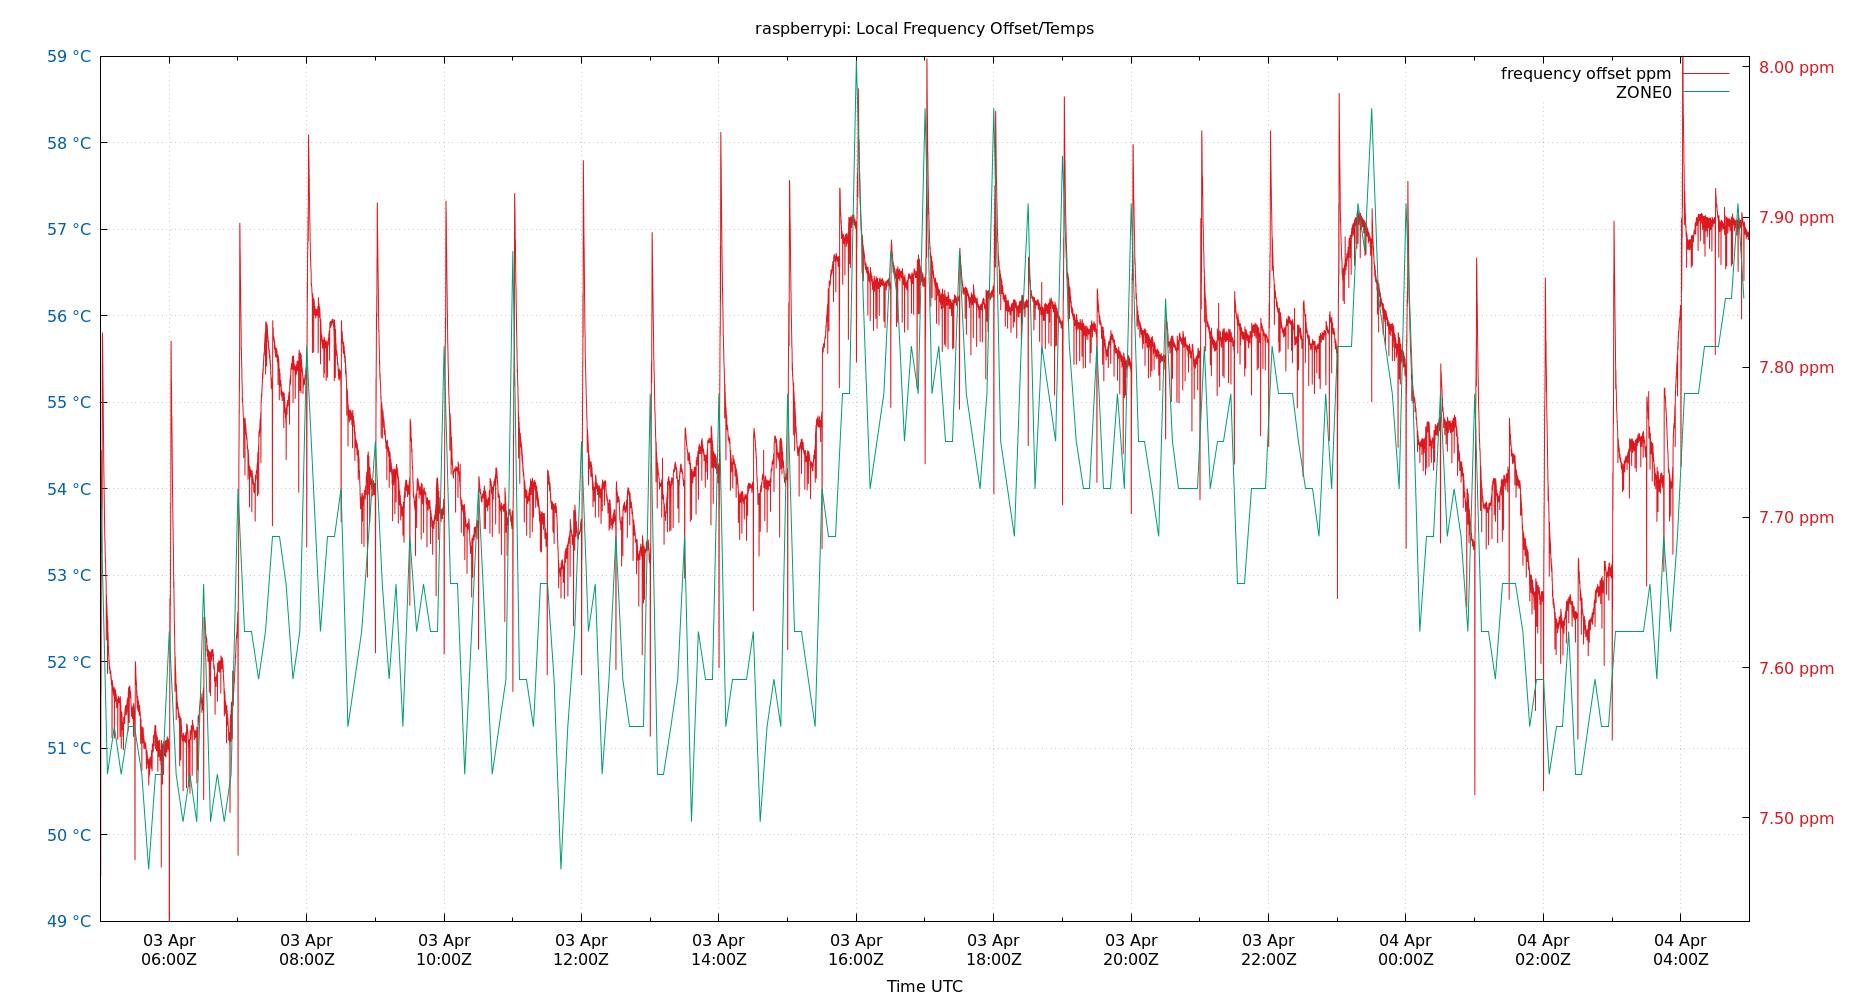 raspberrypi: Local Frequency Offset/Temps
59 °C
58 °C
57 °C
56 °C
55 °C
54 °C
53 °C
52 °C
51 °C
50 °C
49 °C
frequency offset ppm
ZONE0
8.00 ppm
7.90 ppm
7.80 ppm
7.70 ppm
7.60 ppm
7.50 ppm
03 Apr
06:00Z
03 Apr
08:00Z
03 Apr
10:00Z
03 Apr
12:00Z
03 Apr
14:00Z
03 Apr
16:00Z
03 Apr
18:00Z
03 Apr
20:00Z
03 Apr
22:00Z
04 Apr
00:00Z
04 Apr
02:00Z
04 Apr
04:00Z
Time UTC